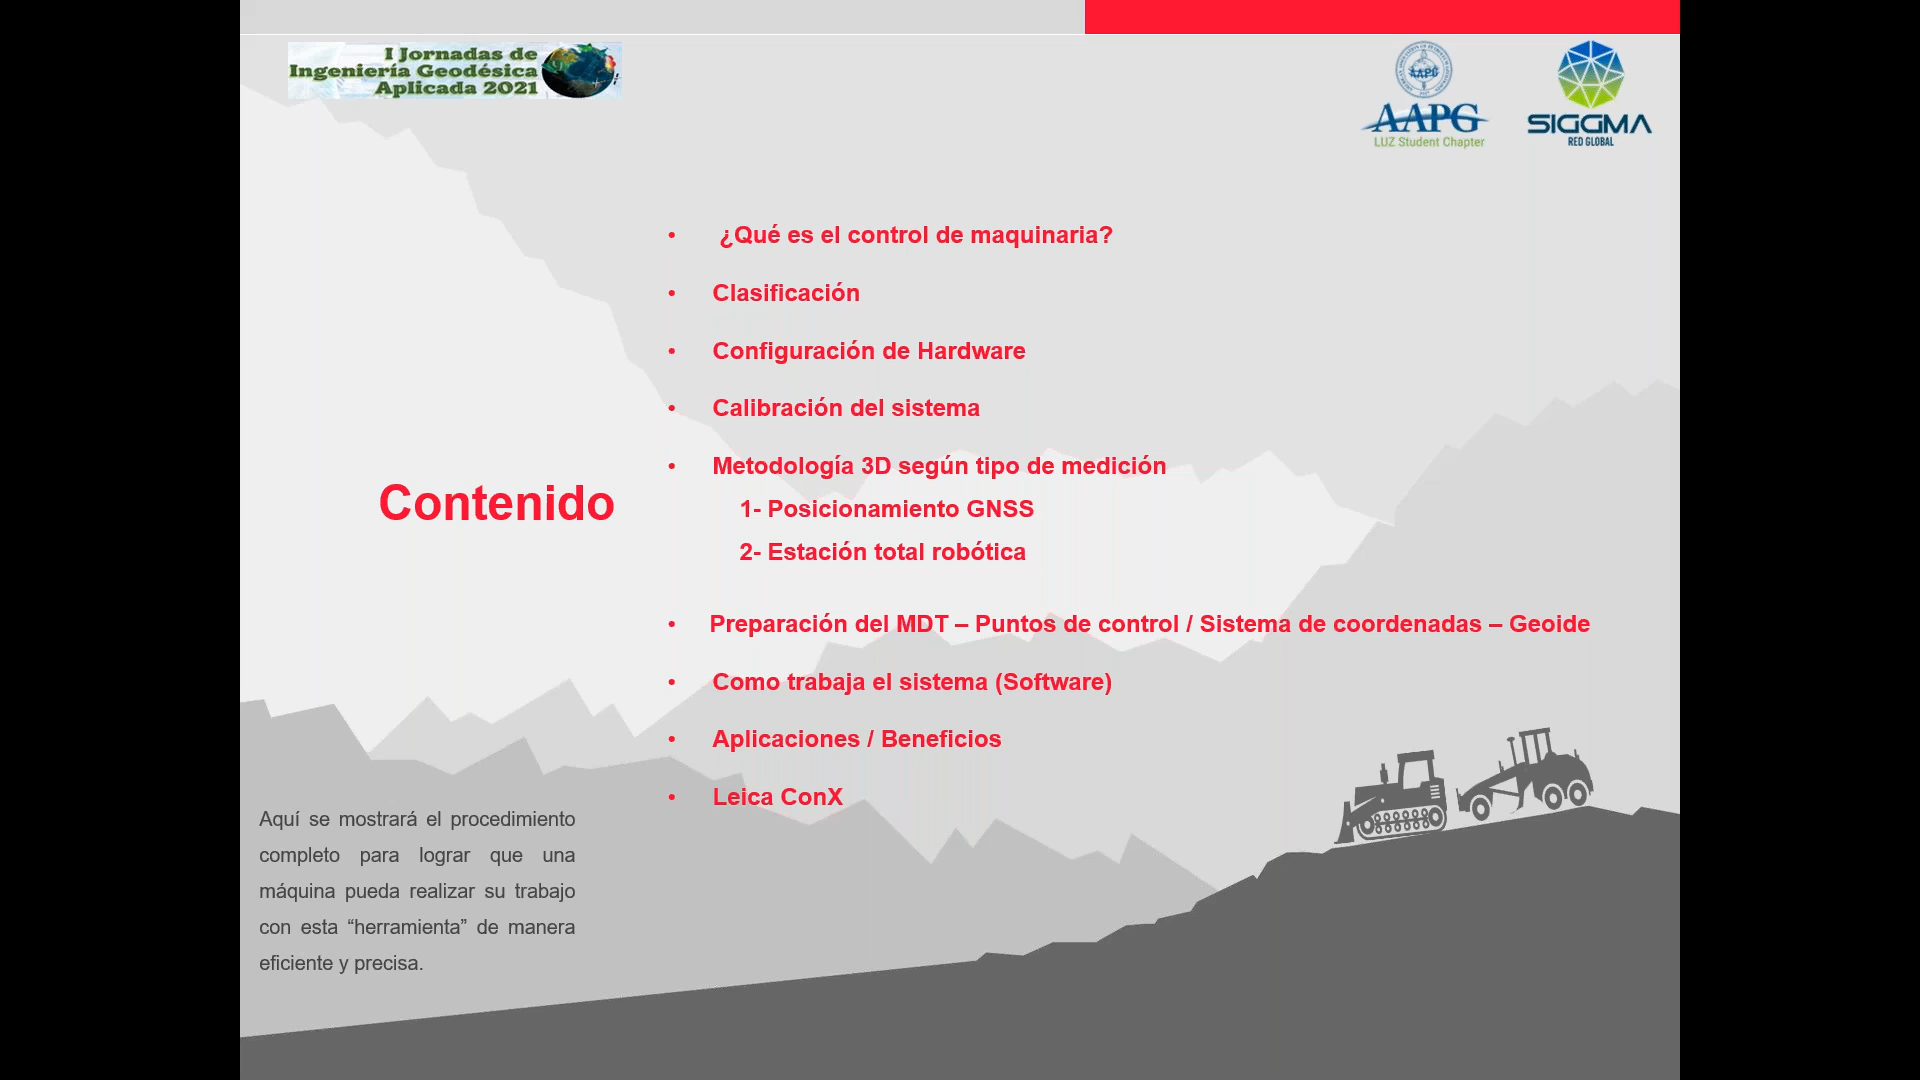 I Jornadas de
Ingeniería Geodésica
Aplicada 2021
AAPG
AAPG
LUZ Student Chapter
SIGGMA
RED GLOBAL
• ¿Qué es el control de maquinaria?
• Clasificación
• Configuración de Hardware
• Calibración del sistema
• Metodología 3D según tipo de medición
1- Posicionamiento GNSS
2- Estación total robótica
Contenido
• Preparación del MDT – Puntos de control / Sistema de coordenadas – Geoide
• Como trabaja el sistema (Software)
• Aplicaciones / Beneficios
• Leica ConX
Aquí se mostrará el procedimiento
completo para lograr que una
máquina pueda realizar su trabajo
con esta “herramienta” de manera
eficiente y precisa.